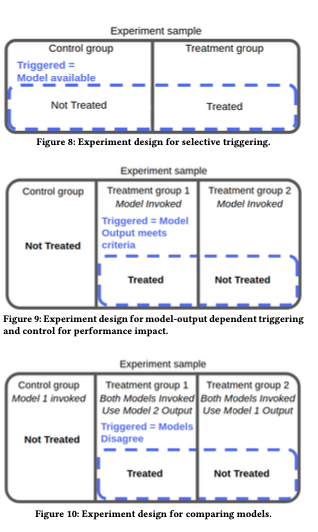 Experiment sample
Control group Treatment group
Triggered =
Model available
Not Treated Treated
Figure 8: Experiment design for selective triggering.
Experiment sample
Control group
Not Treated
Treatment group 1
Model Invoked
Triggered = Model
Output meets
criteria
Treated
Treatment group 2
Model Invoked
Not Treated
Figure 9: Experiment design for model-output dependent triggering
and control for performance impact.
Experiment sample
Control group
Model 1 invoked
Not Treated
Treatment group 1
Both Models Invoked
Use Model 2 Output
Triggered = Models
Disagree
Treated
Treatment group 2
Both Models Invoked
Use Model 1 Output
Not Treated
Figure 10: Experiment design for comparing models.